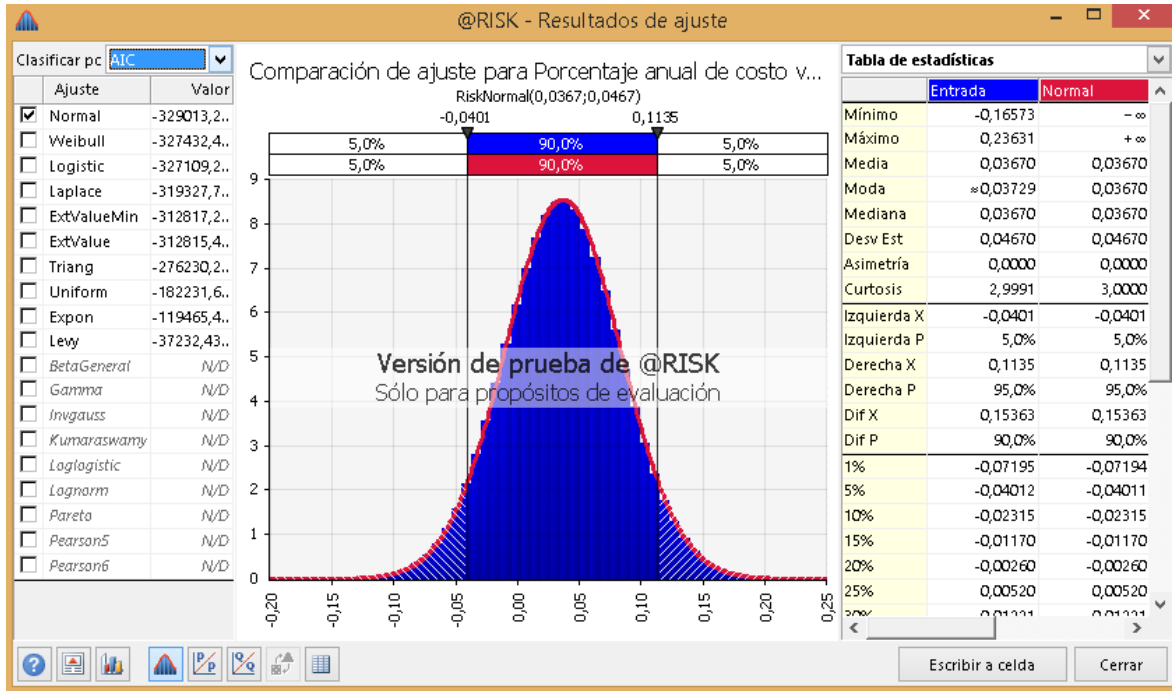 @RISK - Resultados de ajuste
Clasificar pc AIC
Ajuste Valor
Normal -329013,2..
Weibull -327432,4..
Logistic -327109,2..
Laplace -319327,7..
ExtValueMin -312817,2..
ExtValue -312815,4..
Triang -276230,2..
Uniform -182231,6..
Expon -119465,4..
Levy -37232,43..
BetaGeneral N/D
Gamma N/D
Invgauss N/D
Kumaraswamy N/D
Loglogistic N/D
Lognorm N/D
Pareto N/D
Pearson5 N/D
Pearson6 N/D
Comparación de ajuste para Porcentaje anual de costo v...
RiskNormal(0,0367;0,0467)
-0,0401 0,1135
5,0% 90,0% 5,0%
5,0% 90,0% 5,0%
9
8
7
6
5
4
3
2
1
0
Versión de prueba de @RISK
Sólo para propósitos de evaluación
-0,20 -0,15 -0,10 -0,05 0,00 0,05 0,10 0,15 0,20 0,25
Tabla de estadísticas
Entrada Normal
Mínimo -0,16573 -∞
Máximo 0,23631 +∞
Media 0,03670 0,03670
Moda ≈0,03729 0,03670
Mediana 0,03670 0,03670
Desv Est 0,04670 0,04670
Asimetría 0,0000 0,0000
Curtosis 2,9991 3,0000
Izquierda X -0,0401 -0,0401
Izquierda P 5,0% 5,0%
Derecha X 0,1135 0,1135
Derecha P 95,0% 95,0%
Dif X 0,15363 0,15363
Dif P 90,0% 90,0%
1% -0,07195 -0,07194
5% -0,04012 -0,04011
10% -0,02315 -0,02315
15% -0,01170 -0,01170
20% -0,00260 -0,00260
25% 0,00520 0,00520
Escribir a celda
Cerrar